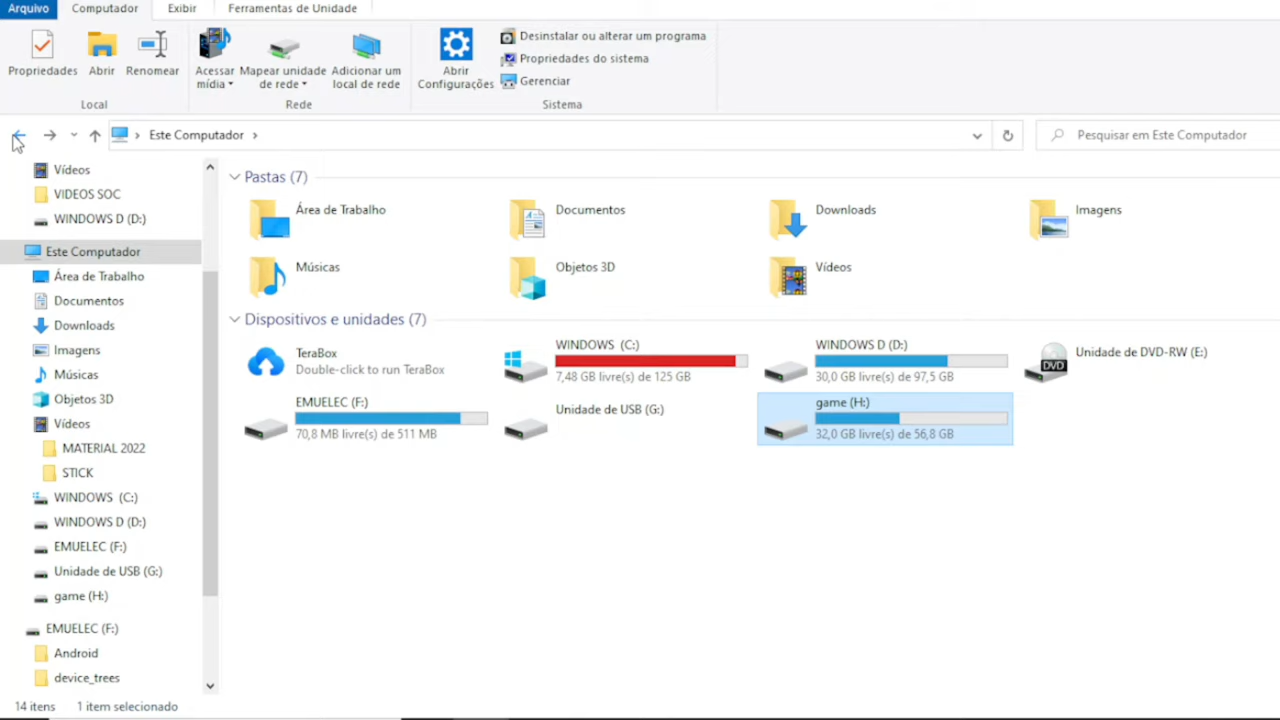 Arquivo
Computador
Exibir
Ferramentas de Unidade
Propriedades
Abrir
Renomear
Acessar
mídia
Mapear unidade
de rede
Adicionar um
local de rede
Abrir
Configurações
Desinstalar ou alterar um programa
Propriedades do sistema
Gerenciar
Local
Rede
Sistema
Este Computador
Pesquisar em Este Computador
Vídeos
VIDEOS SOC
WINDOWS D (D:)
Este Computador
Área de Trabalho
Documentos
Downloads
Imagens
Músicas
Objetos 3D
Vídeos
MATERIAL 2022
STICK
WINDOWS (C:)
WINDOWS D (D:)
EMUELEC (F:)
Unidade de USB (G:)
game (H:)
EMUELEC (F:)
Android
device_trees
Pastas (7)
Área de Trabalho
Documentos
Downloads
Imagens
Músicas
Objetos 3D
Vídeos
Dispositivos e unidades (7)
TeraBox
Double-click to run TeraBox
WINDOWS (C:)
7,48 GB livre(s) de 125 GB
WINDOWS D (D:)
30,0 GB livre(s) de 97,5 GB
DVD
Unidade de DVD-RW (E:)
EMUELEC (F:)
70,8 MB livre(s) de 511 MB
Unidade de USB (G:)
game (H:)
32,0 GB livre(s) de 56,8 GB
14 itens
1 item selecionado